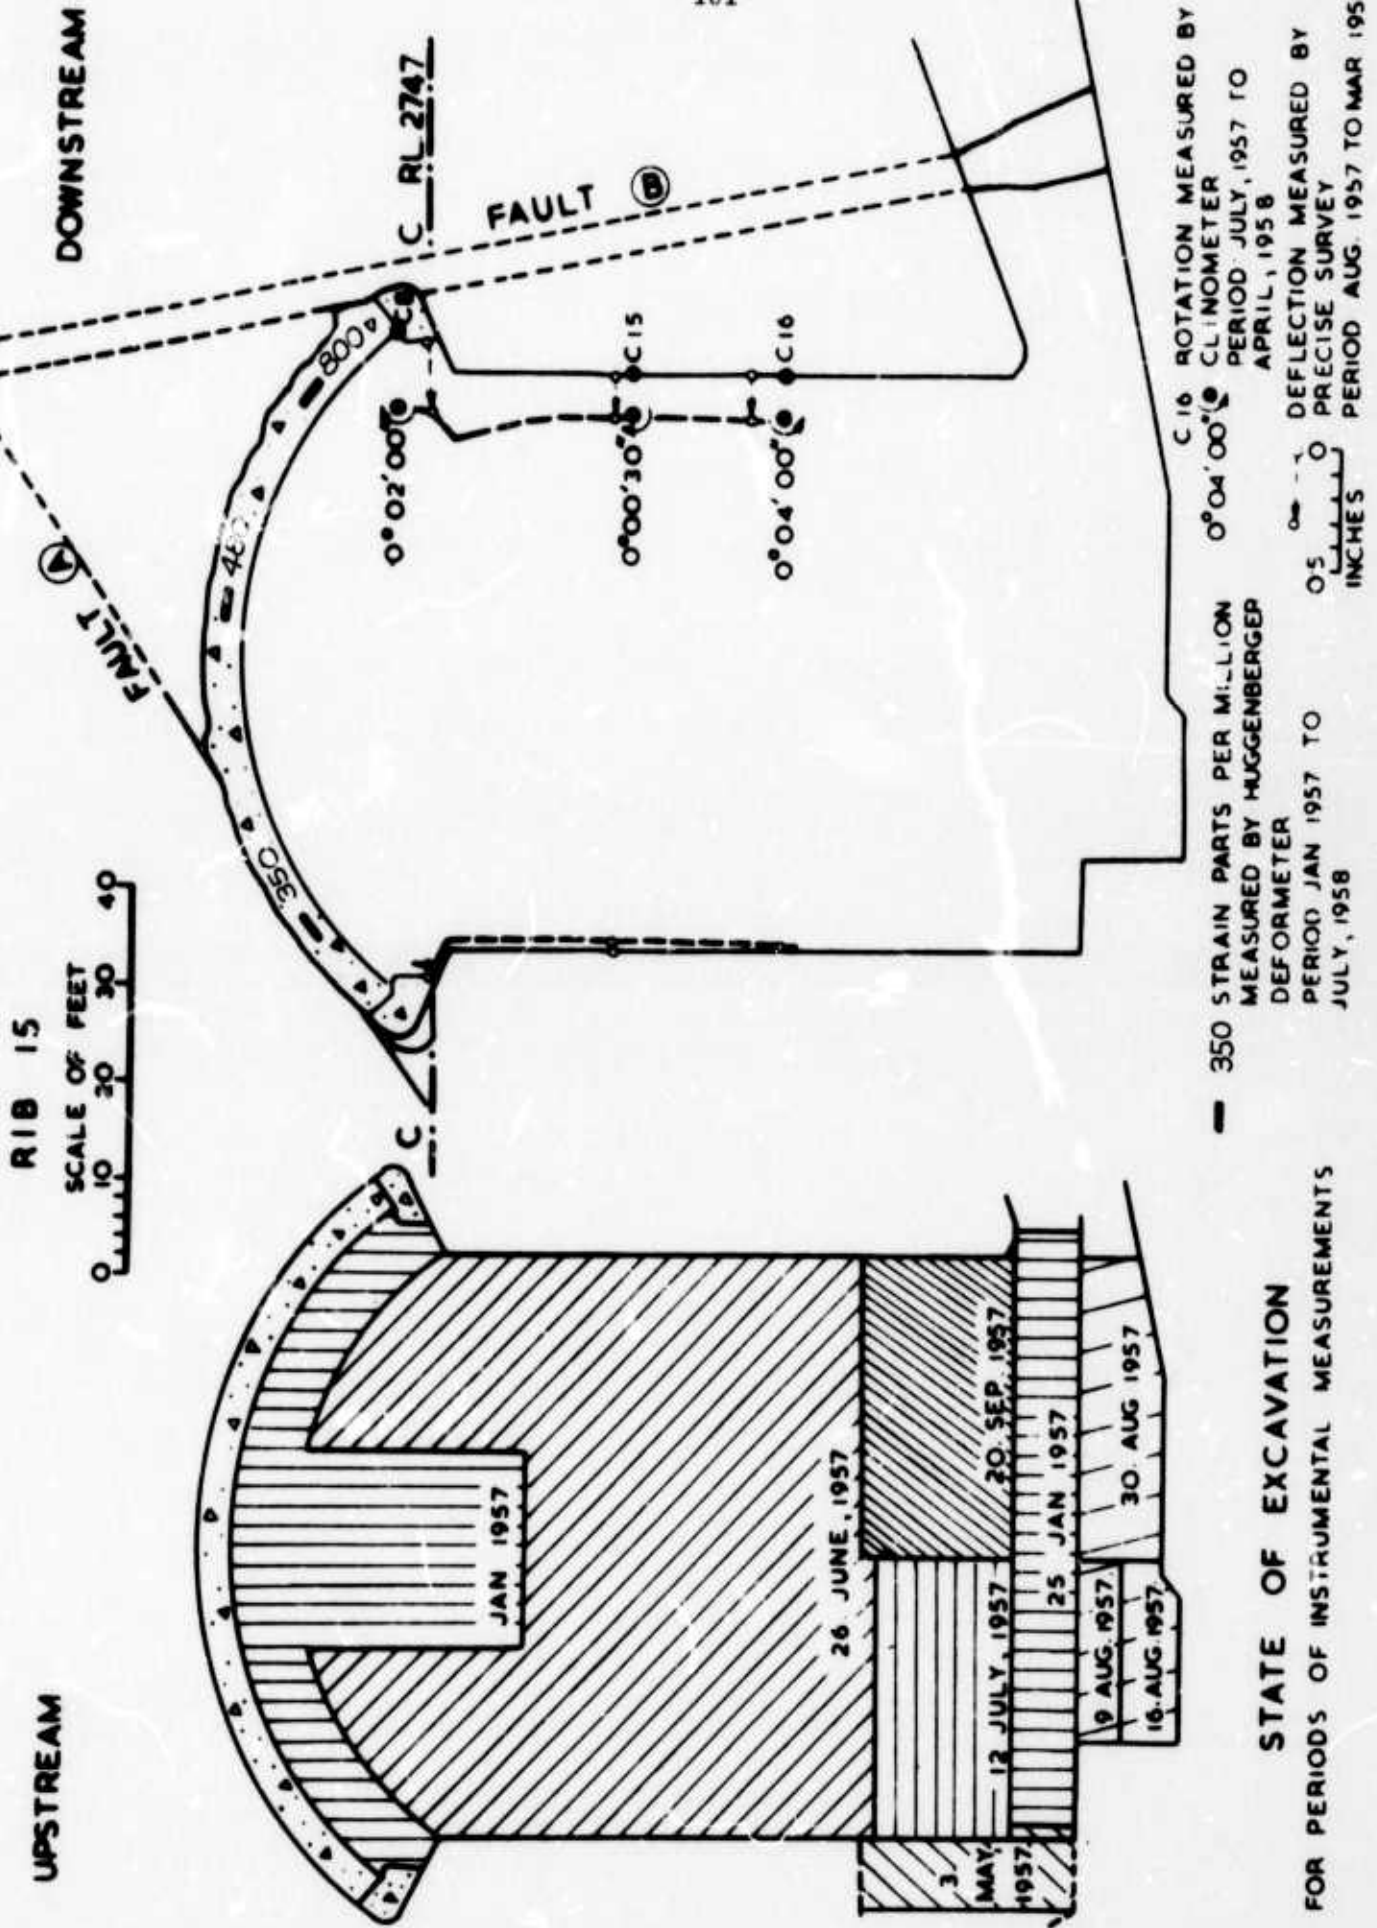 UPSTREAM
RIB 15
SCALE OF FEET
0 10 20 30 40
DOWNSTREAM
FAULT A
FAULT B
C
C RL 2747
350
460
800
C8
0°02'00"
0°00'30"
C15
0°04'00"
C16
JAN 1957
26 JUNE, 1957
3 MAY, 1957
12 JULY, 1957
20 SEP. 1957
25 JAN 1957
9 AUG. 1957
16. AUG. 1957
30 AUG 1957
STATE OF EXCAVATION
FOR PERIODS OF INSTRUMENTAL MEASUREMENTS
350 STRAIN PARTS PER MILLION
MEASURED BY HUGGENBERGER
DEFORMETER
PERIOD JAN 1957 TO
JULY, 1958
C 16 ROTATION MEASURED BY
0°04'00" CLINOMETER
PERIOD JULY, 1957 TO
APRIL, 1958
DEFLECTION MEASURED BY
PRECISE SURVEY
PERIOD AUG. 1957 TO MAR 195
0.5 0
INCHES